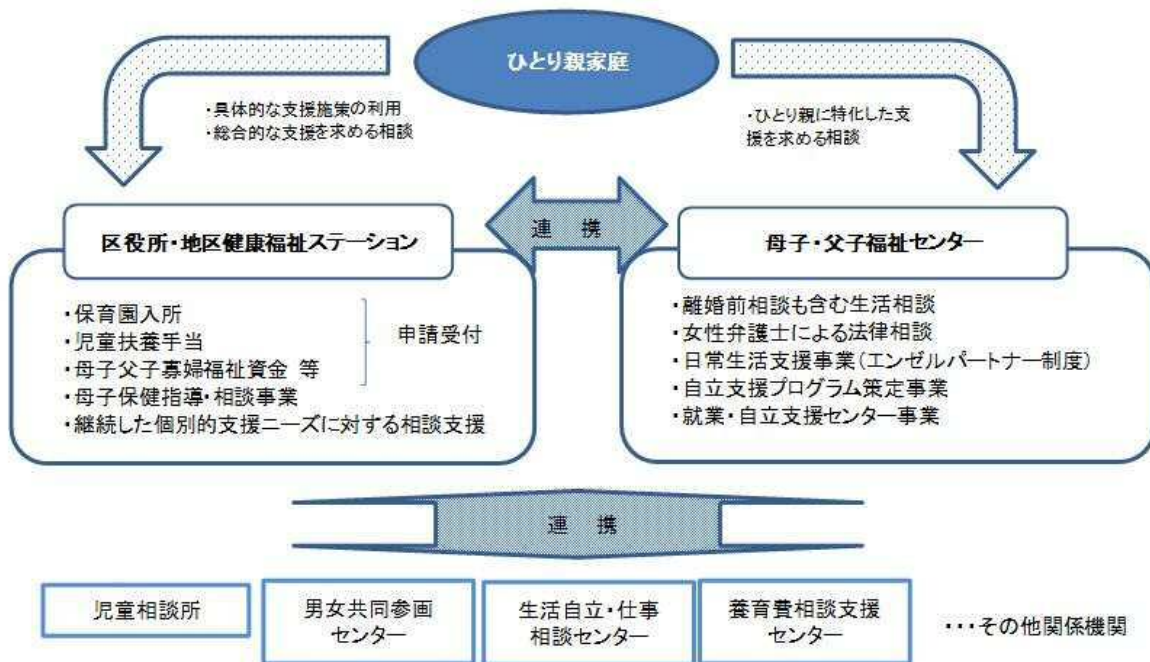 ひとり親家庭
・具体的な支援施策の利用
・総合的な支援を求める相談
・ひとり親に特化した支
援を求める相談
連 携
区役所・地区健康福祉ステーション
・保育園入所
・児童扶養手当
・母子父子寡婦福祉資金 等
申請受付
・母子保健指導・相談事業
・継続した個別的支援ニーズに対する相談支援
母子・父子福祉センター
・離婚前相談も含む生活相談
・女性弁護士による法律相談
・日常生活支援事業(エンゼルパートナー制度)
・自立支援プログラム策定事業
・就業・自立支援センター事業
連 携
児童相談所
男女共同参画
センター
生活自立・仕事
相談センター
養育費相談支援
センター
・・・その他関係機関